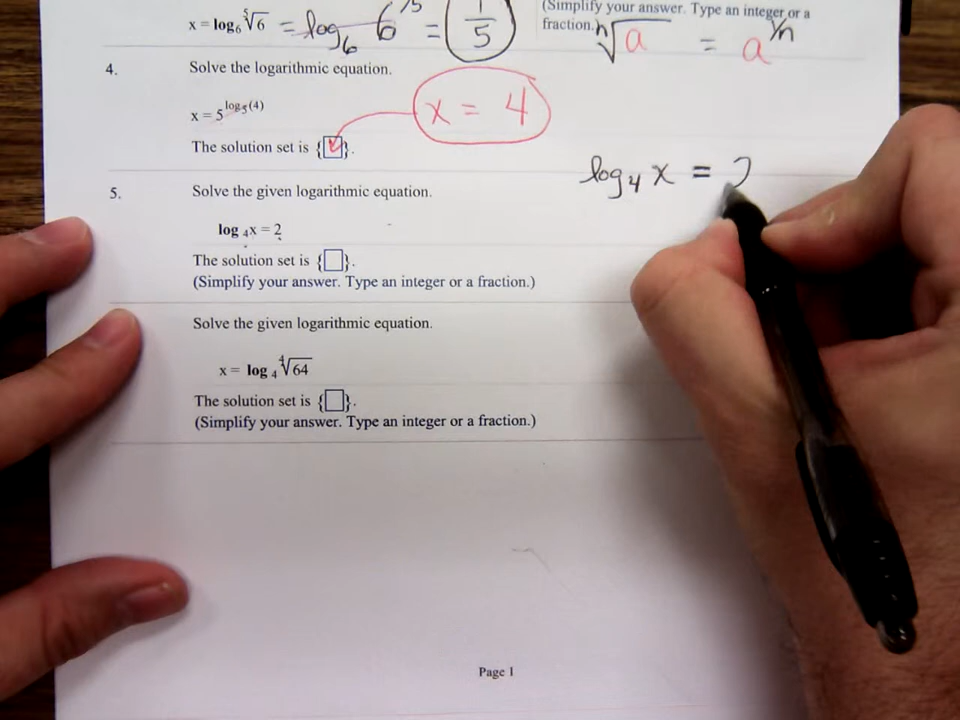 x = log₆ ⁵√6 = log₆ 6^1/5 = 1/5
(Simplify your answer. Type an integer or a fraction.)
ⁿ√a = a^1/n
4. Solve the logarithmic equation.
x = 5^log₅(4)
x = 4
The solution set is {☐}.
log₄ x = 2
5. Solve the given logarithmic equation.
log ₄x = 2
The solution set is {☐}.
(Simplify your answer. Type an integer or a fraction.)
Solve the given logarithmic equation.
x = log ₄ ⁴√64
The solution set is {☐}.
(Simplify your answer. Type an integer or a fraction.)
Page 1